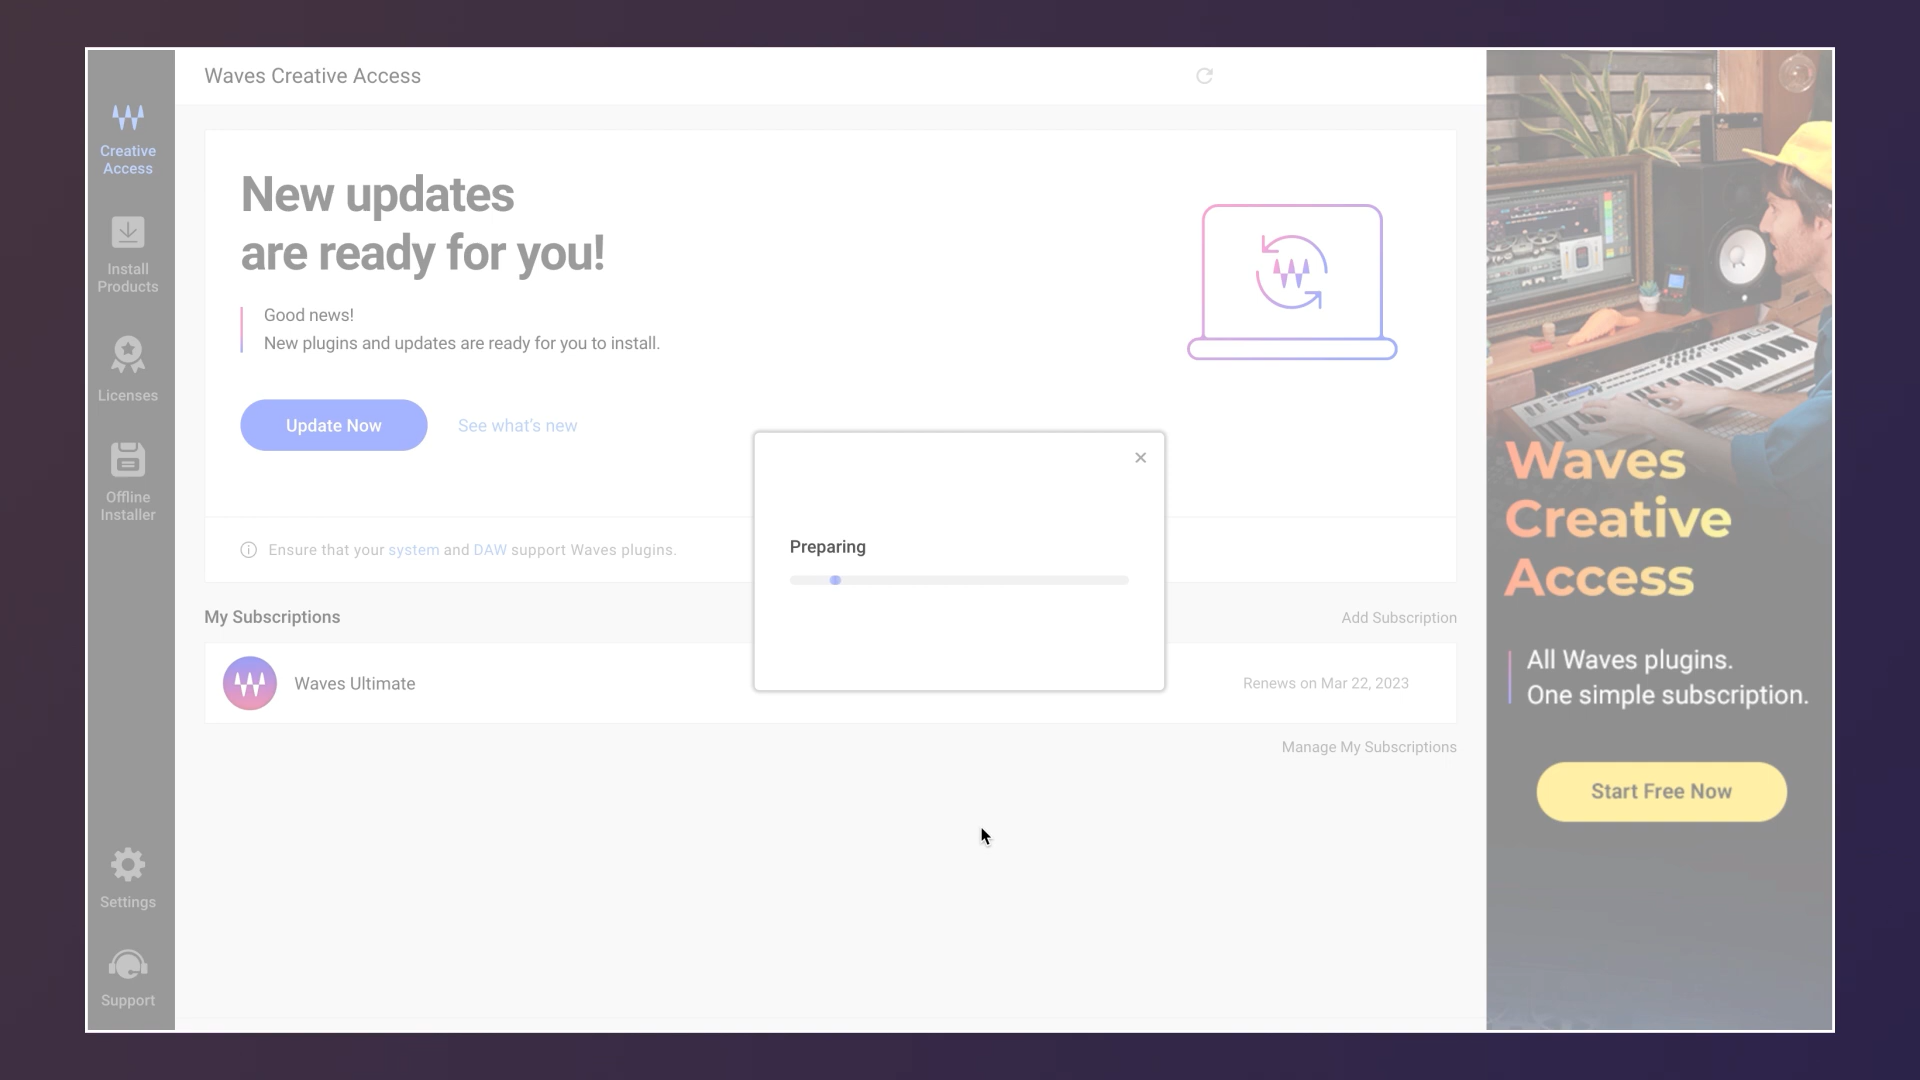 Waves Creative Access
Creative
Access
Install
Products
Licenses
Offline
Installer
Settings
Support
New updates
are ready for you!
Good news!
New plugins and updates are ready for you to install.
Update Now
See what's new
Ensure that your system and DAW support Waves plugins.
Preparing
My Subscriptions
Add Subscription
Waves Ultimate
Renews on Mar 22, 2023
Manage My Subscriptions
Waves
Creative
Access
All Waves plugins.
One simple subscription.
Start Free Now